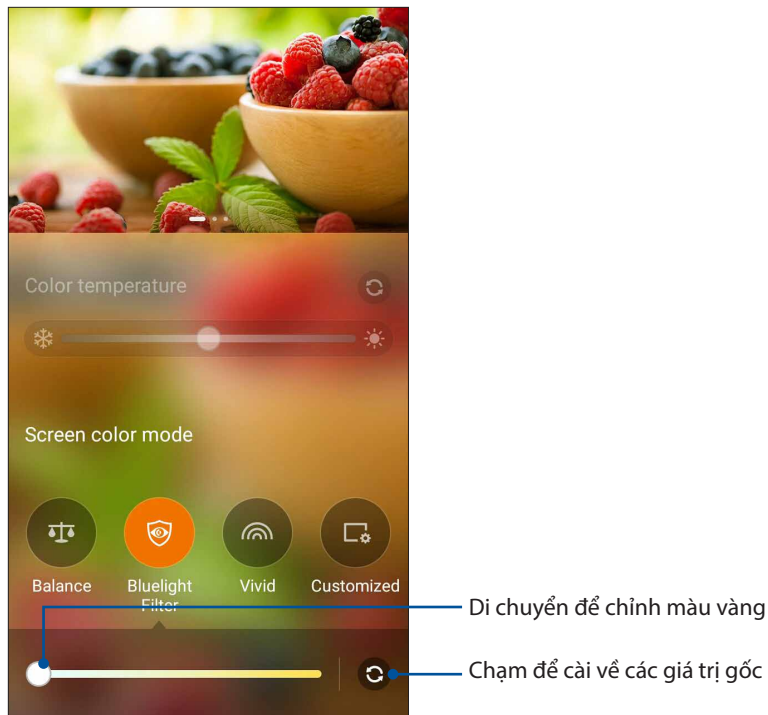 Color temperature
Screen color mode
Balance
Bluelight
Filter
Vivid
Customized
Di chuyển để chỉnh màu vàng
Chạm để cài về các giá trị gốc